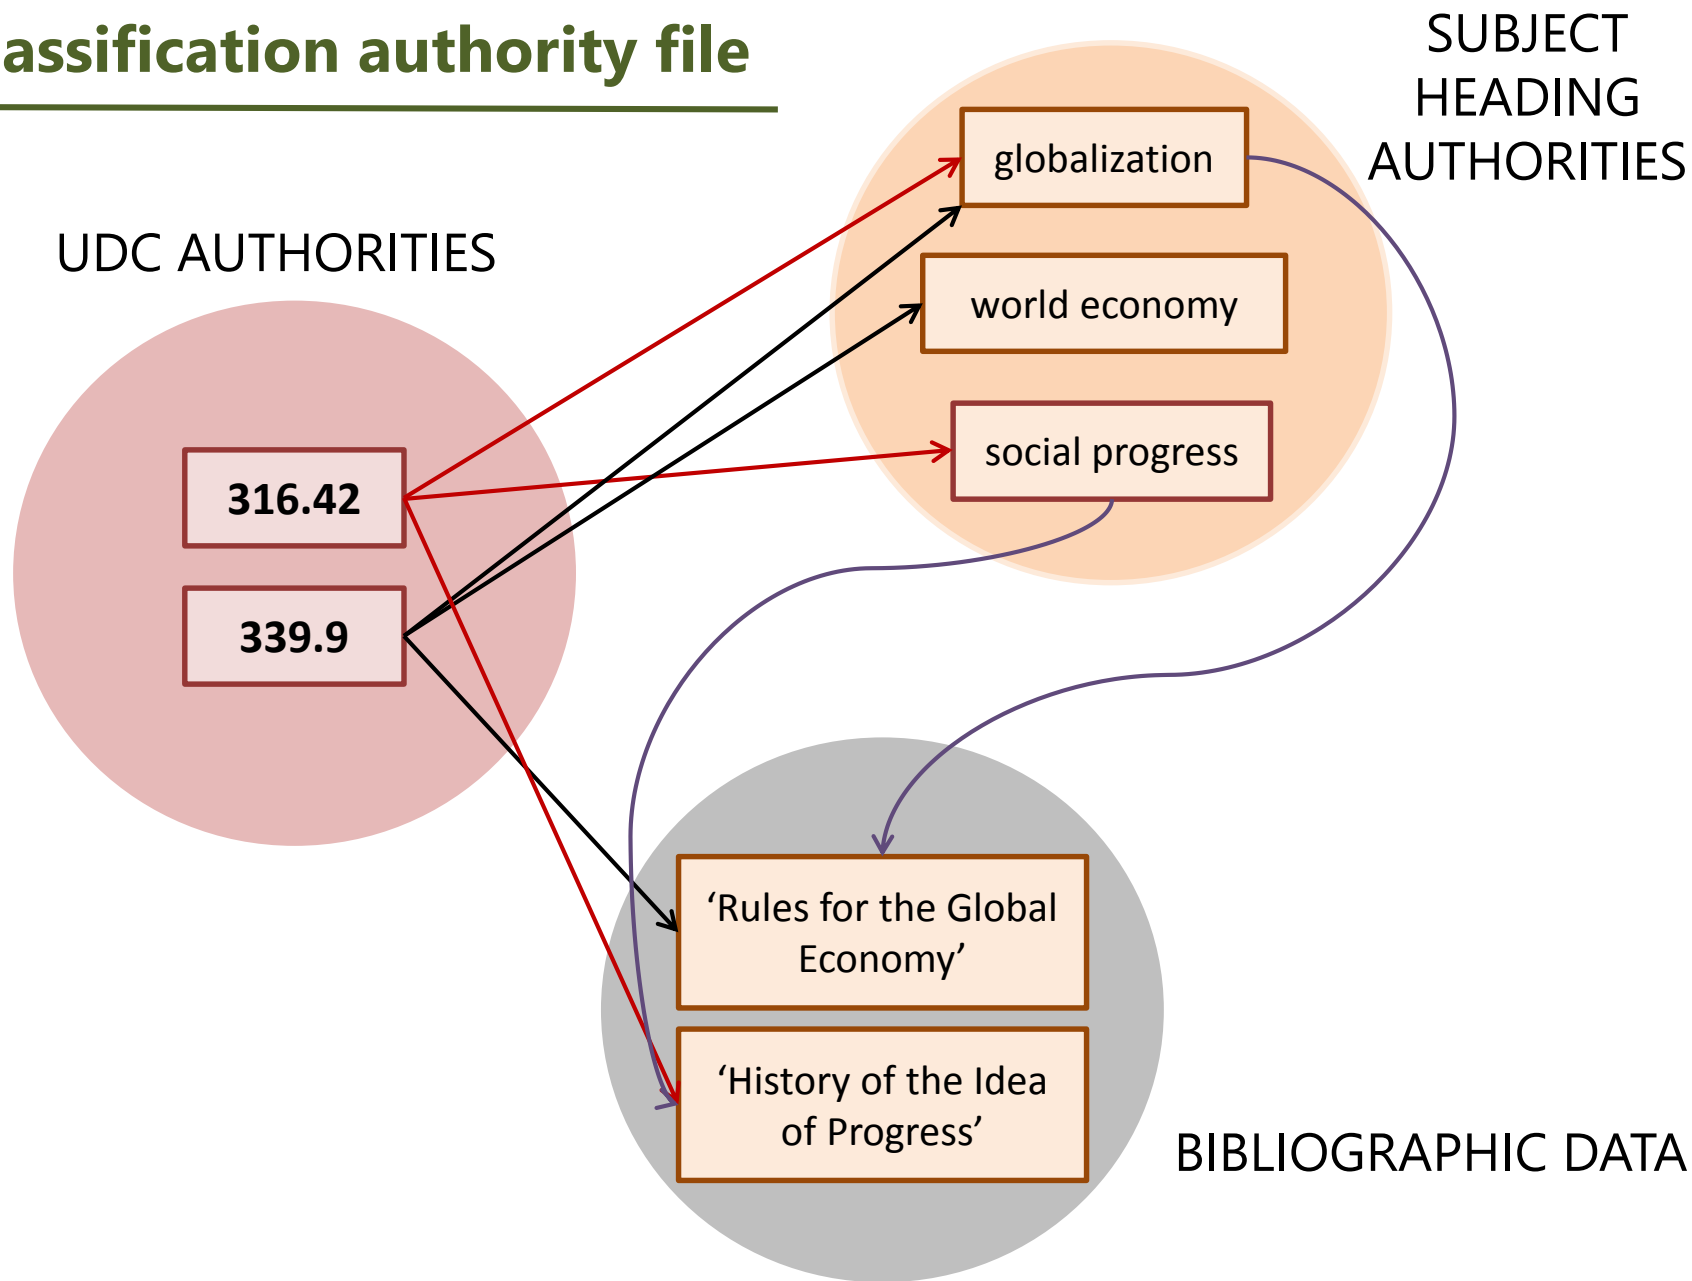 assification authority file
SUBJECT
HEADING
AUTHORITIES
globalization
UDC AUTHORITIES
world economy
social progress
316.42
339.9
‘Rules for the Global
Economy’
‘History of the Idea
of Progress’
BIBLIOGRAPHIC DATA